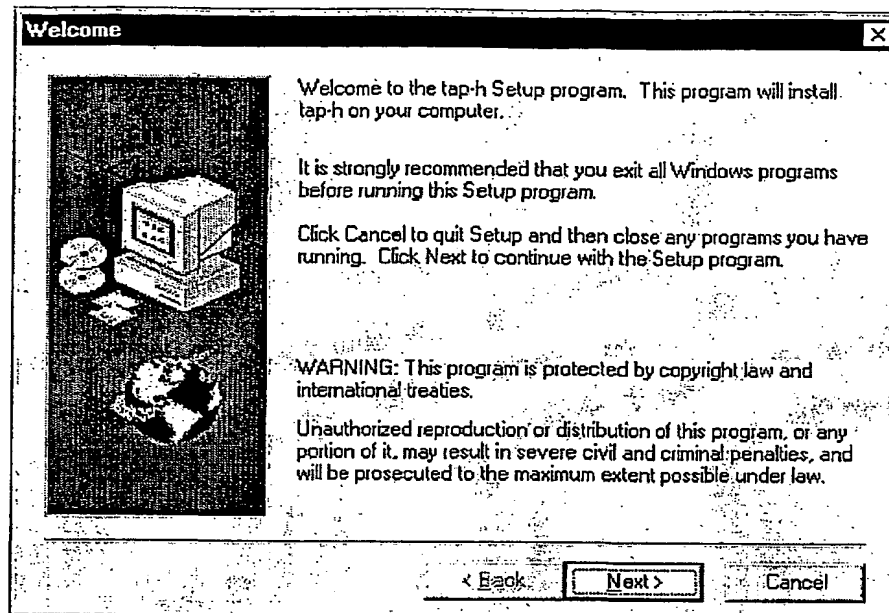 Welcome
Welcome to the tap-h Setup program. This program will install
tap-h on your computer.
It is strongly recommended that you exit all Windows programs
before running this Setup program.
Click Cancel to quit Setup and then close any programs you have
running. Click Next to continue with the Setup program.
WARNING: This program is protected by copyright law and
international treaties.
Unauthorized reproduction or distribution of this program, or any
portion of it, may result in severe civil and criminal penalties, and
will be prosecuted to the maximum extent possible under law.
< Back Next > Cancel